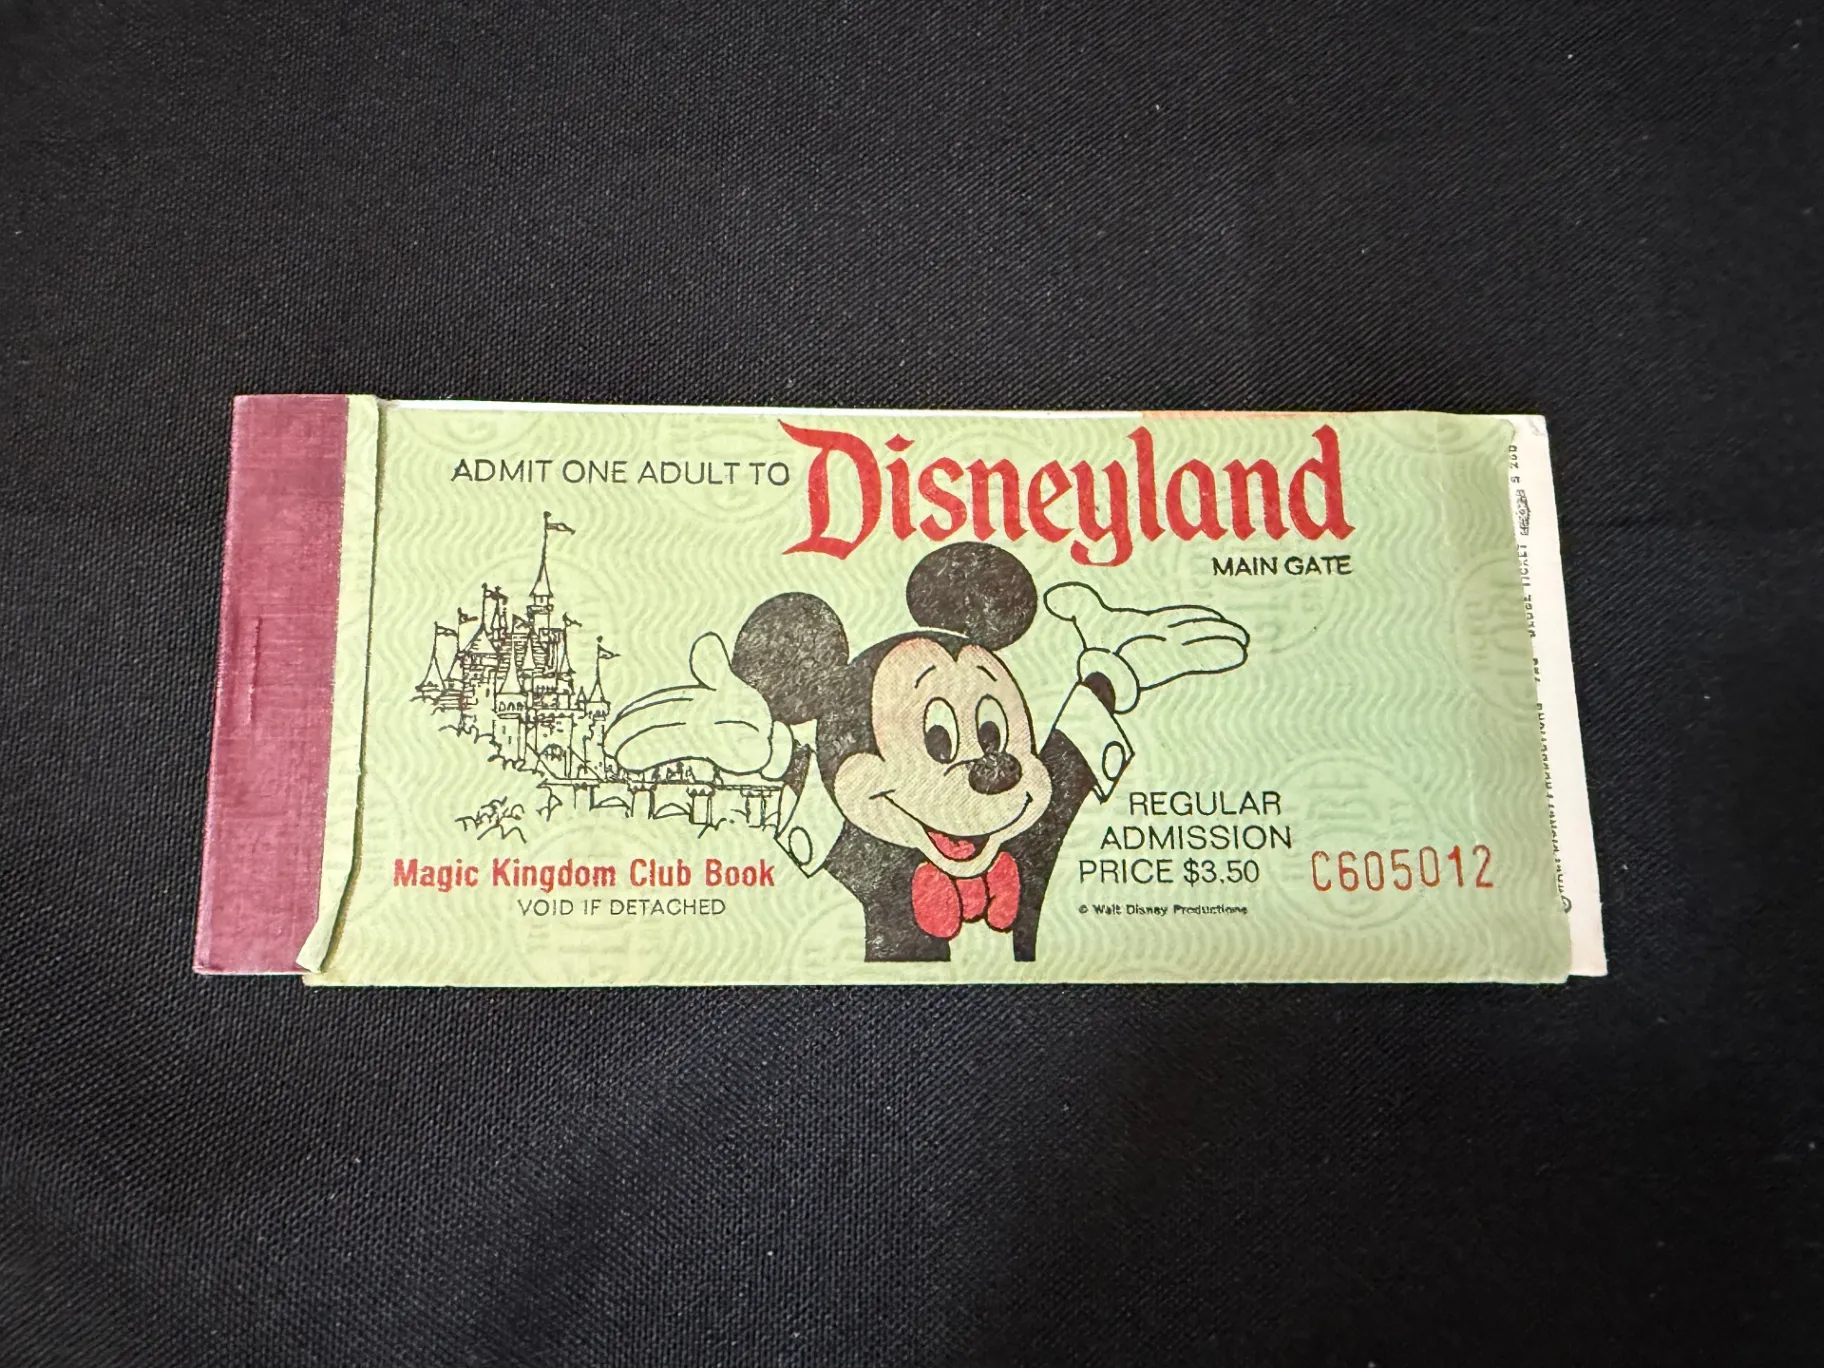 ADMIT ONE ADULT TO Disneyland
MAIN GATE
REGULAR
ADMISSION
PRICE $3.50
C605012
Magic Kingdom Club Book
VOID IF DETACHED
© Walt Disney Productions